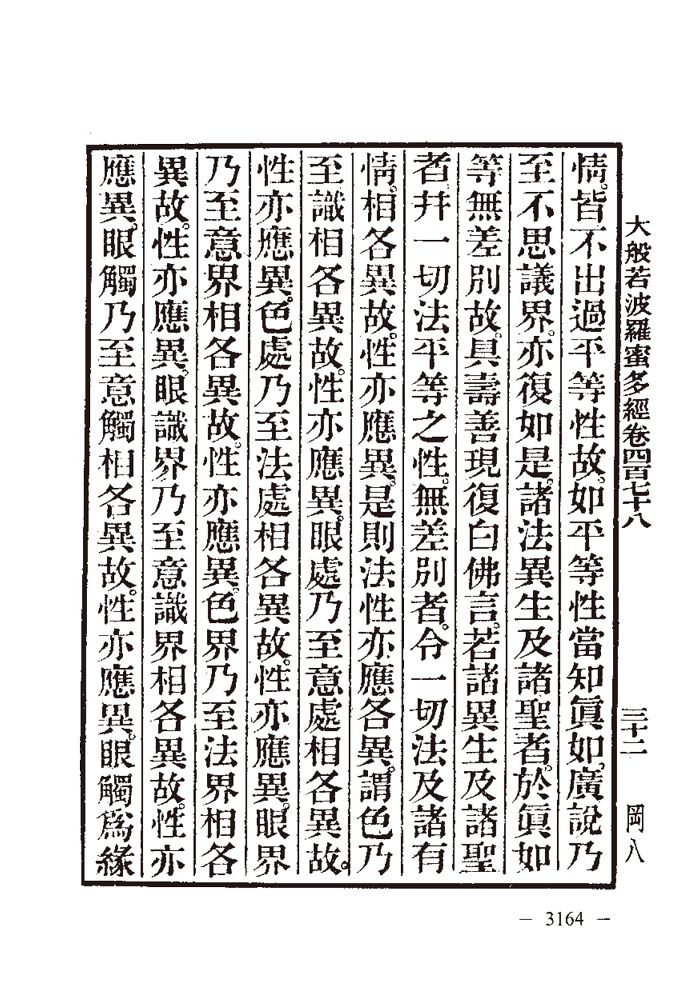 大般若波羅蜜多經卷四百七十八
三十二
岡八
情。皆不出過平等性故。如平等性當知眞如廣說乃
至不思議界亦復如是。諸法異生及諸聖者。於眞如
等無差別故。具壽善現復白佛言。若諸異生及諸聖
者幷一切法平等之性。無差別者。今一切法及諸有
情。相各異故。性亦應異。是則法性亦應各異。謂色乃
至識相各異故。性亦應異。眼處乃至意處相各異故。
性亦應異。色處乃至法處相各異故。性亦應異。眼界
乃至意界相各異故。性亦應異。色界乃至法界相各
異故。性亦應異。眼識界乃至意識界相各異故。性亦
應異。眼觸乃至意觸相各異故。性亦應異。眼觸爲緣
— 3164 —